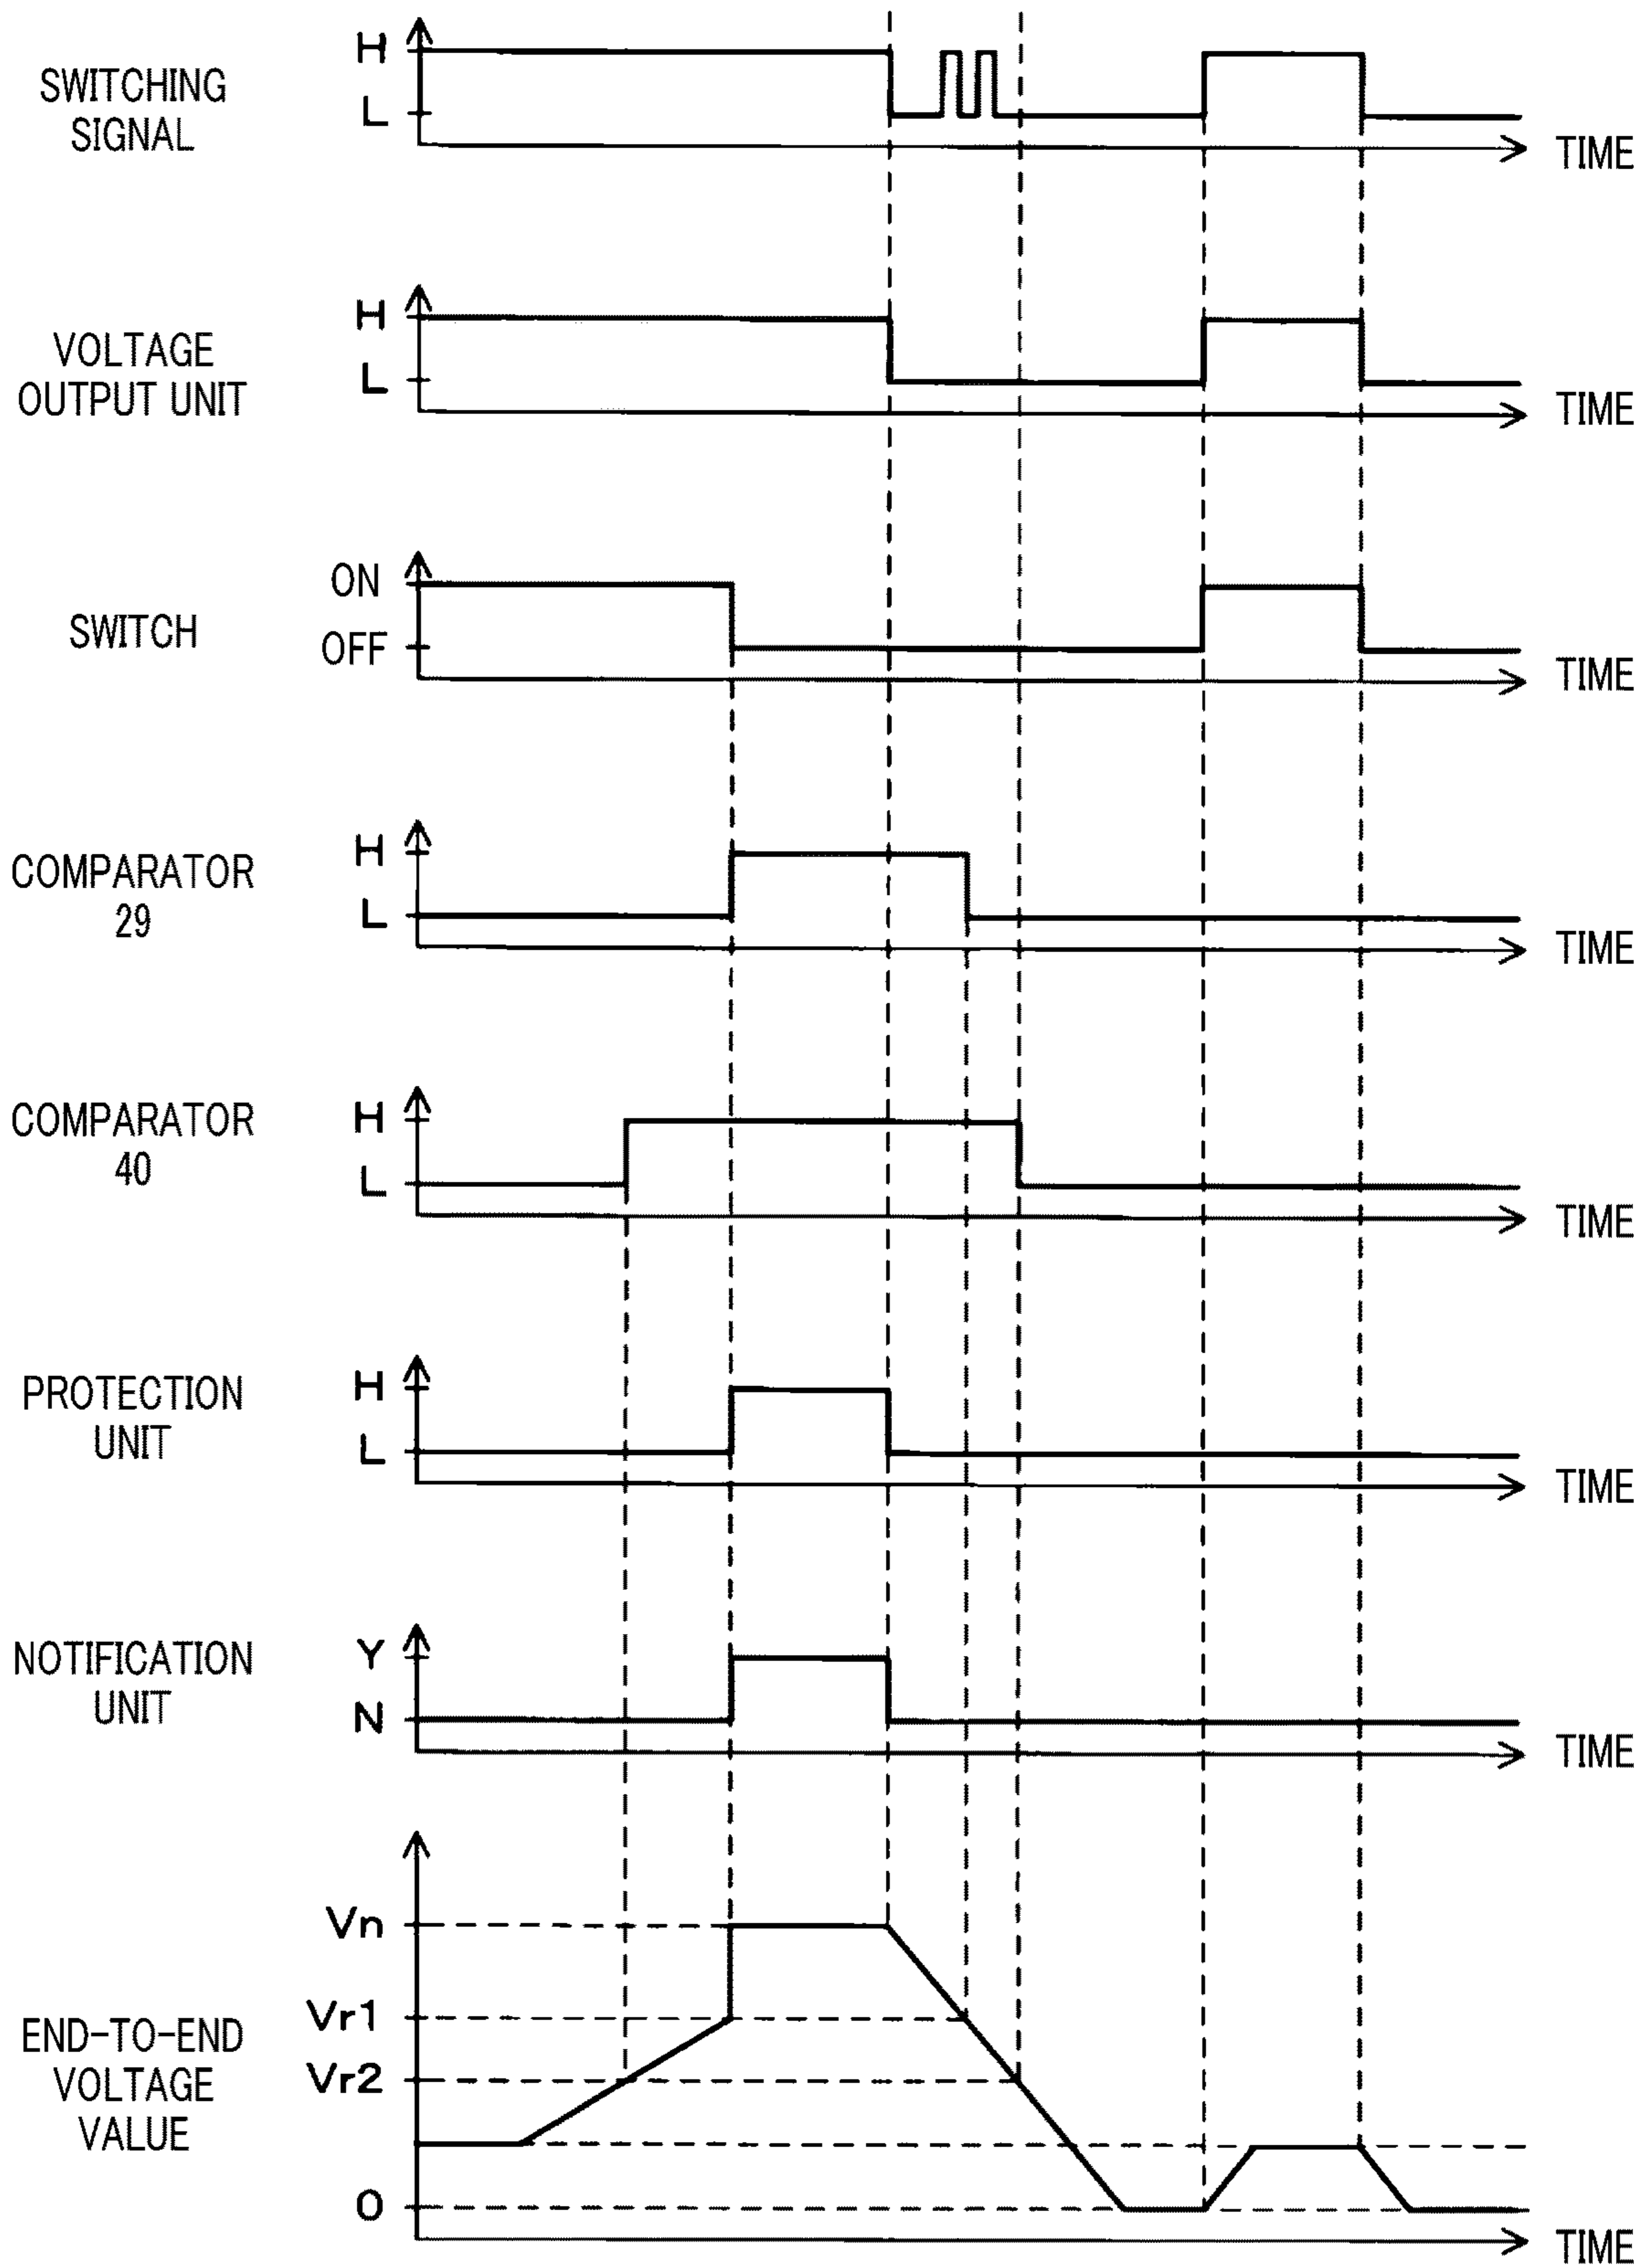 H
SWITCHING
SIGNAL
L
TIME
H
VOLTAGE
OUTPUT UNIT
L
TIME
ON
SWITCH
OFF
TIME
H
COMPARATOR
29
L
TIME
H
COMPARATOR
40
L
TIME
H
PROTECTION
UNIT
L
TIME
Y
NOTIFICATION
UNIT
N
TIME
Vn
Vr1
END-TO-END
VOLTAGE
VALUE
Vr2
0
TIME